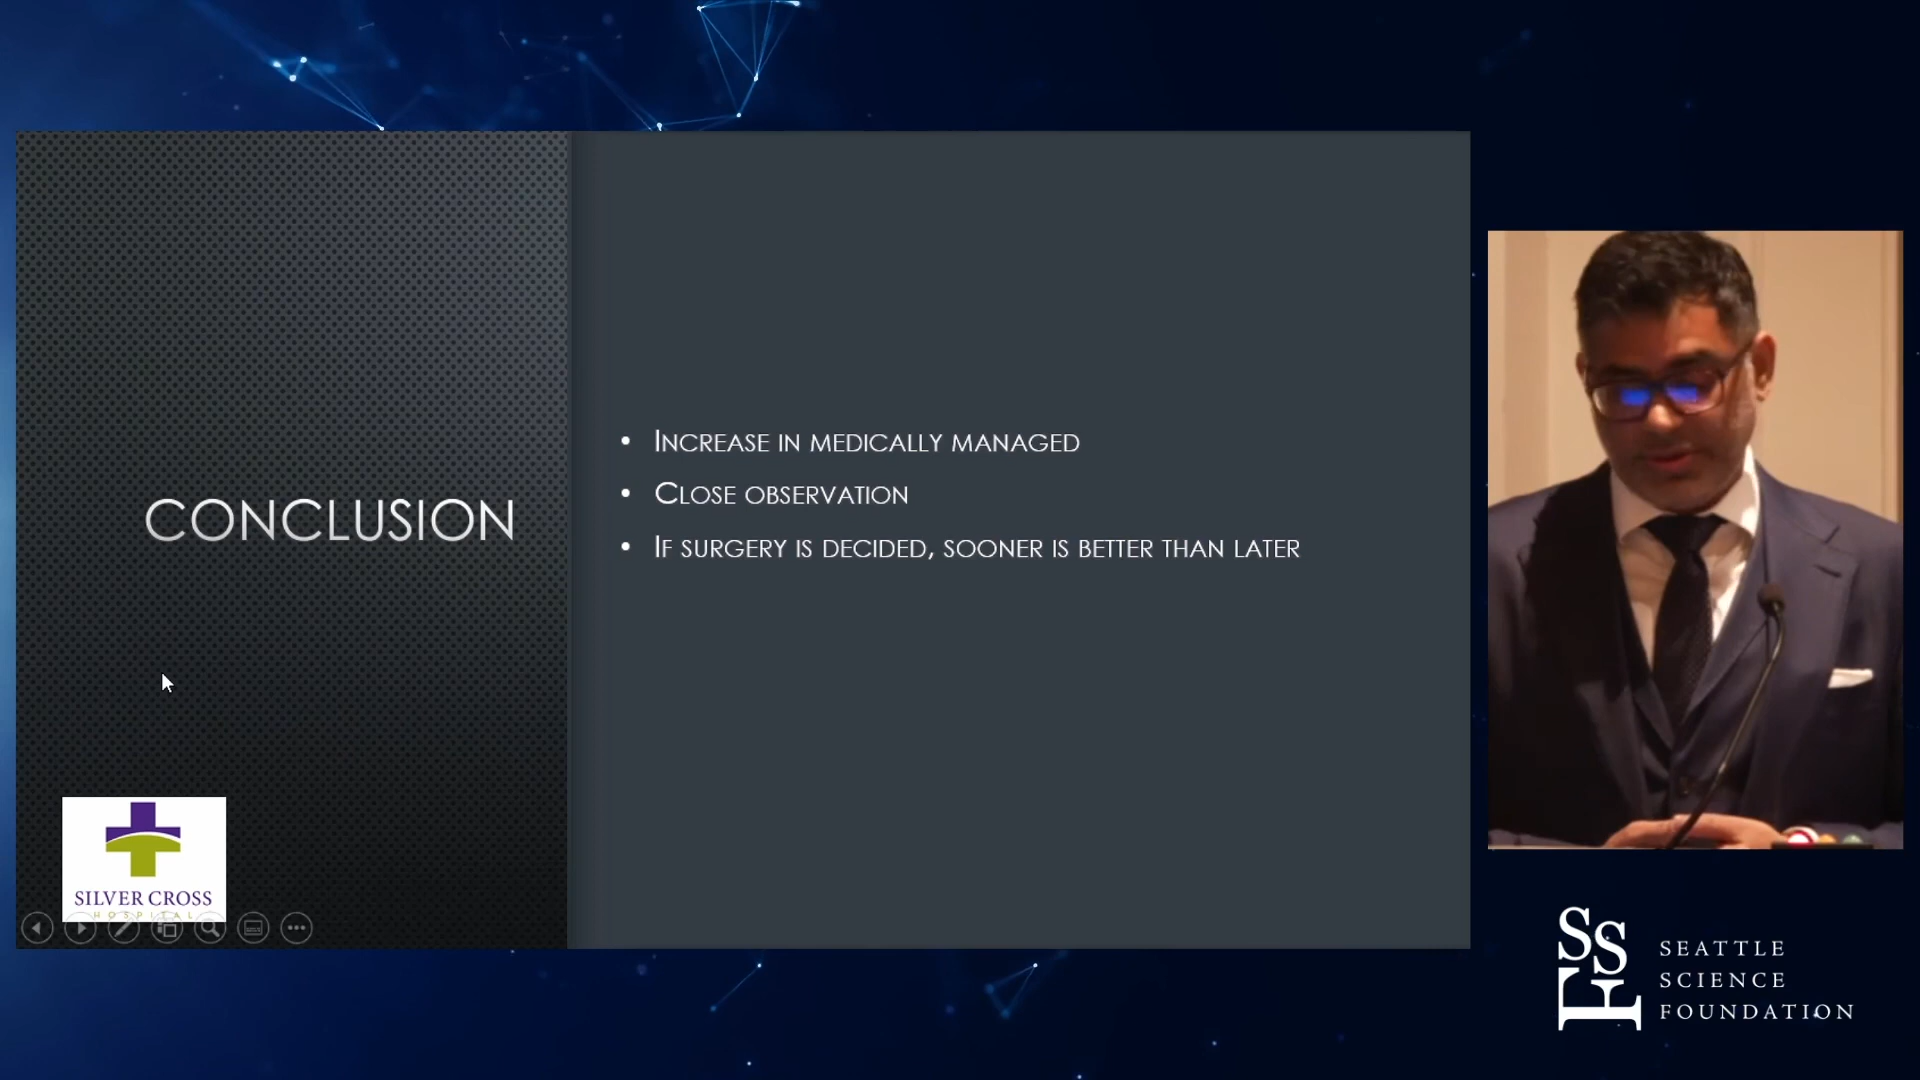 CONCLUSION
• INCREASE IN MEDICALLY MANAGED
• CLOSE OBSERVATION
• IF SURGERY IS DECIDED, SOONER IS BETTER THAN LATER
SILVER CROSS
HOSPITAL
SSF
SEATTLE
SCIENCE
FOUNDATION